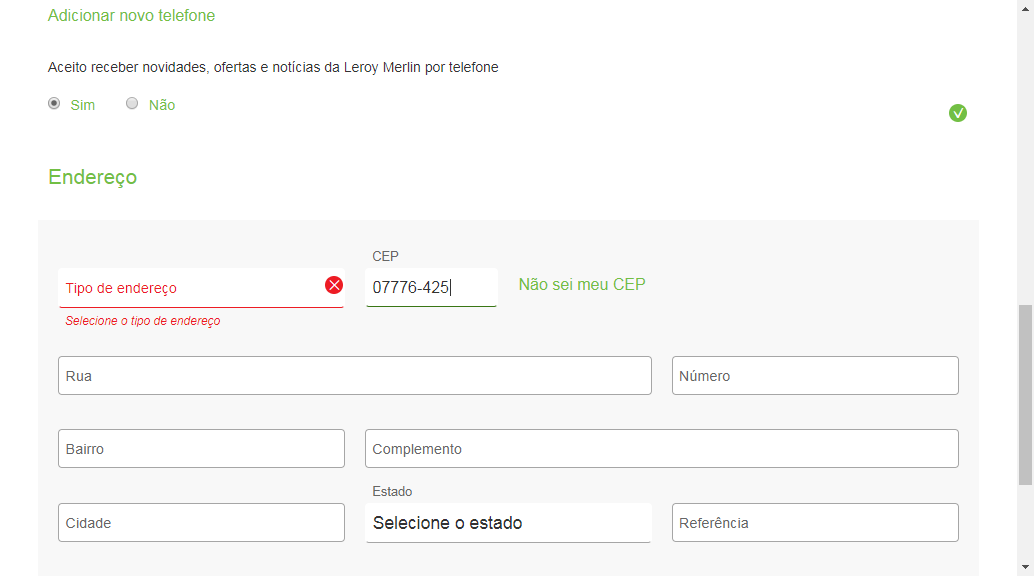 Adicionar novo telefone
Aceito receber novidades, ofertas e notícias da Leroy Merlin por telefone
Sim Não
Endereço
CEP
Tipo de endereço 07776-425 Não sei meu CEP
Selecione o tipo de endereço
Rua Número
Bairro Complemento
Estado
Cidade Selecione o estado Referência